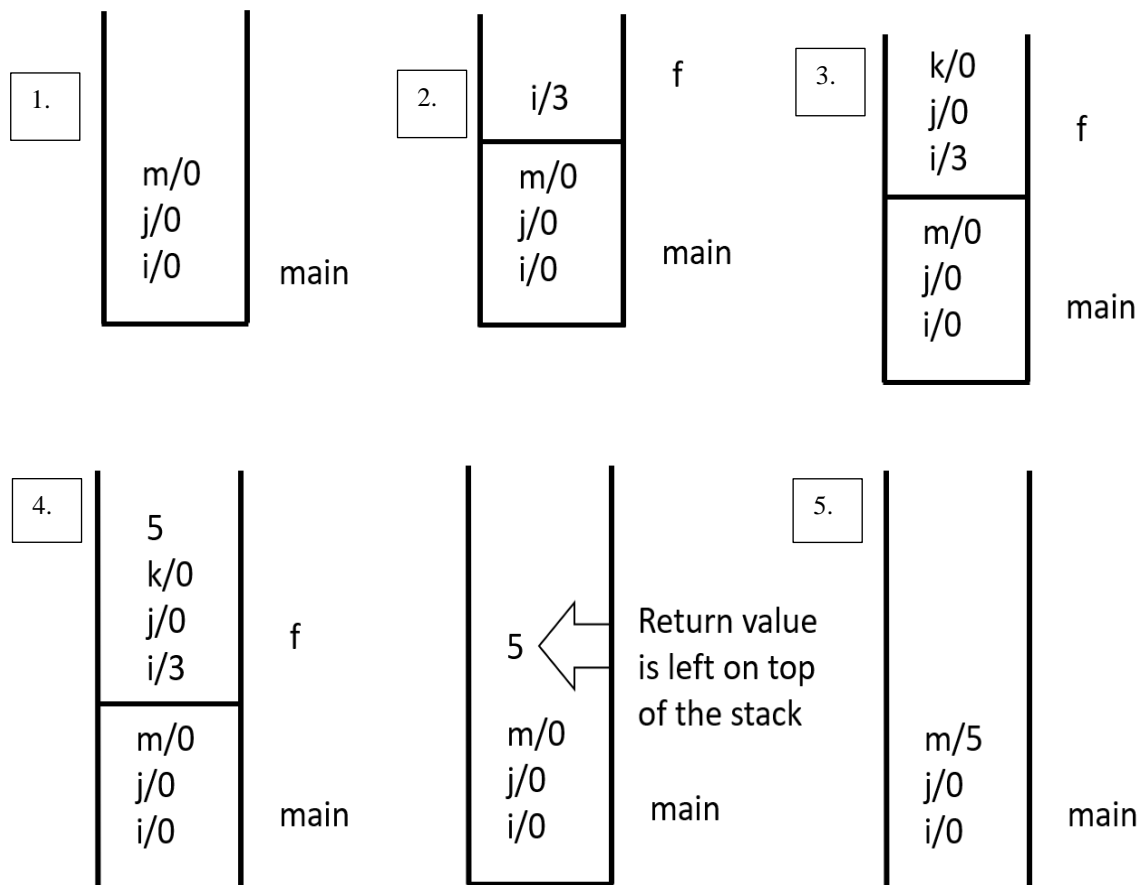 1.
m/0
j/0
i/0
main
2.
i/3
f
m/0
j/0
i/0
main
3.
k/0
j/0
i/3
f
m/0
j/0
i/0
main
4.
5
k/0
j/0
i/3
f
m/0
j/0
i/0
main
5
Return value
is left on top
of the stack
m/0
j/0
i/0
main
5.
m/5
j/0
i/0
main